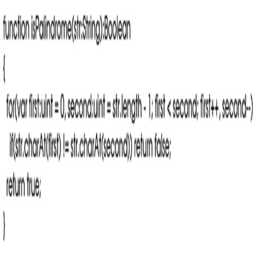 function isPalindrome(str:String):Boolean
{
for(var first:uint = 0, second:uint = str.length - 1; first < second; first++, second--)
if(str.charAt(first) != str.charAt(second)) return false;
return true;
}